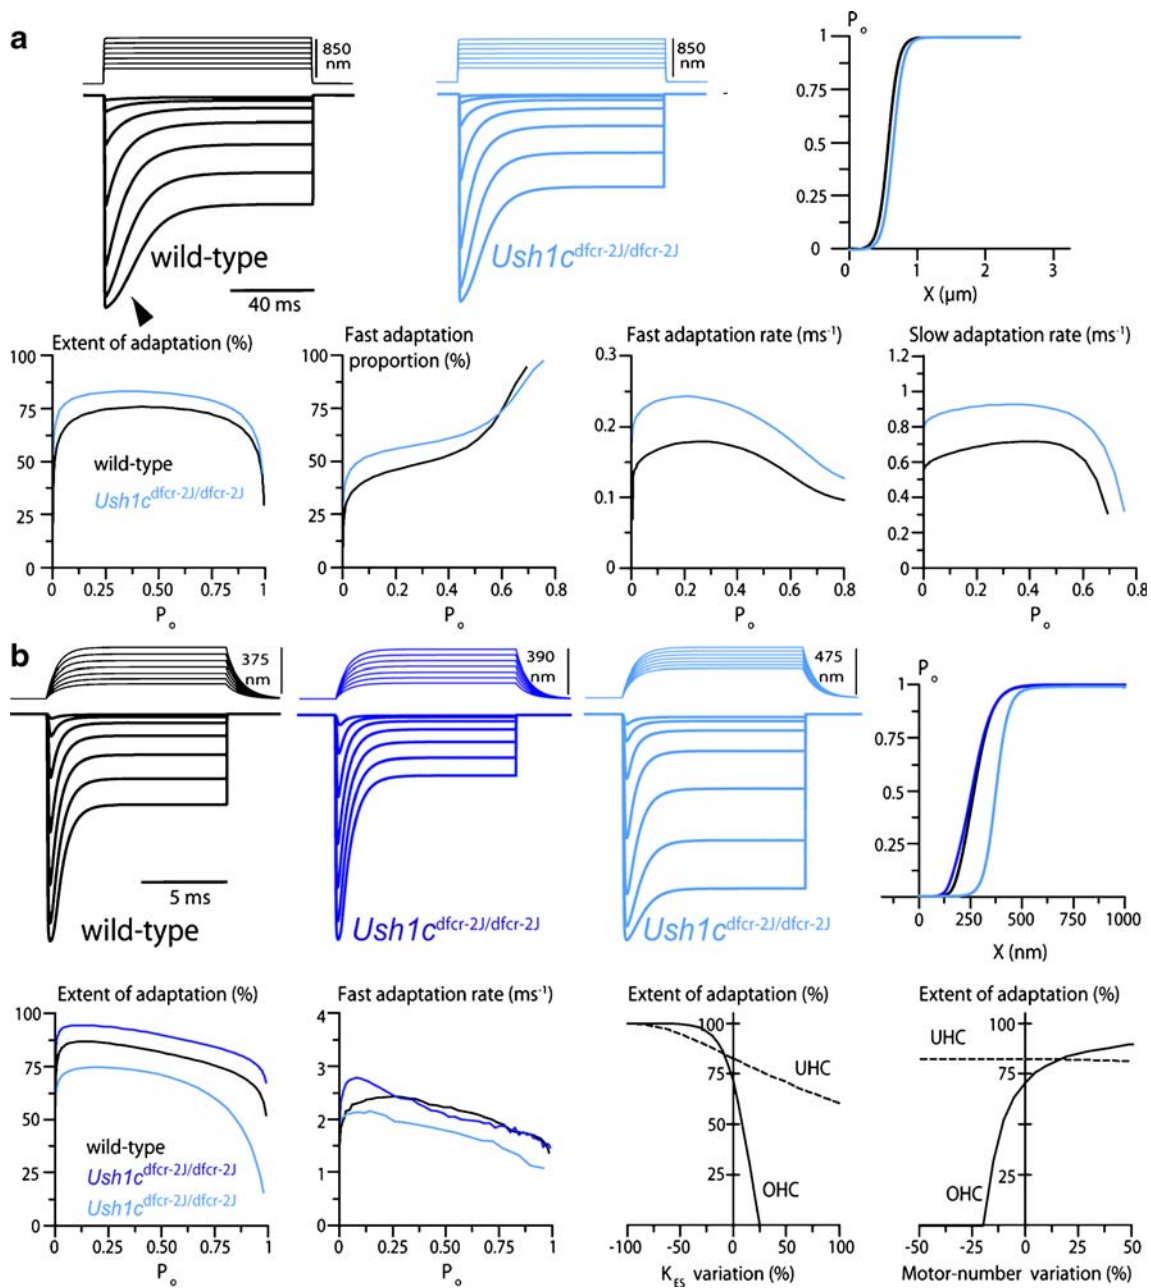 a
850
nm
850
nm
wild-type
40 ms
Ush1c^dfcr-2J/dfcr-2J
P_o
1
0.75
0.5
0.25
0
0 1 2 3
X (µm)
Extent of adaptation (%)
100
75
50
25
0
wild-type
Ush1c^dfcr-2J/dfcr-2J
0 0.25 0.50 0.75 1
P_o
Fast adaptation
proportion (%)
100
75
50
25
0
0 0.2 0.4 0.6 0.8
P_o
Fast adaptation rate (ms⁻¹)
0.3
0.2
0.1
0
0 0.2 0.4 0.6 0.8
P_o
Slow adaptation rate (ms⁻¹)
1.2
1
0.8
0.6
0.4
0.2
0
0 0.2 0.4 0.6 0.8
P_o
b
375
nm
5 ms
wild-type
390
nm
Ush1c^dfcr-2J/dfcr-2J
475
nm
Ush1c^dfcr-2J/dfcr-2J
P_o
1
0.75
0.5
0.25
0 250 500 750 1000
X (nm)
Extent of adaptation (%)
100
75
50
25
0
wild-type
Ush1c^dfcr-2J/dfcr-2J
Ush1c^dfcr-2J/dfcr-2J
0 0.25 0.5 0.75 1
P_o
Fast adaptation rate (ms⁻¹)
4
3
2
1
0
0 0.25 0.5 0.75 1
P_o
Extent of adaptation (%)
100
75
50
25
UHC
OHC
-100 -50 0 50 100
K_ES variation (%)
Extent of adaptation (%)
100
75
50
25
UHC
OHC
-50 -25 0 25 50
Motor-number variation (%)